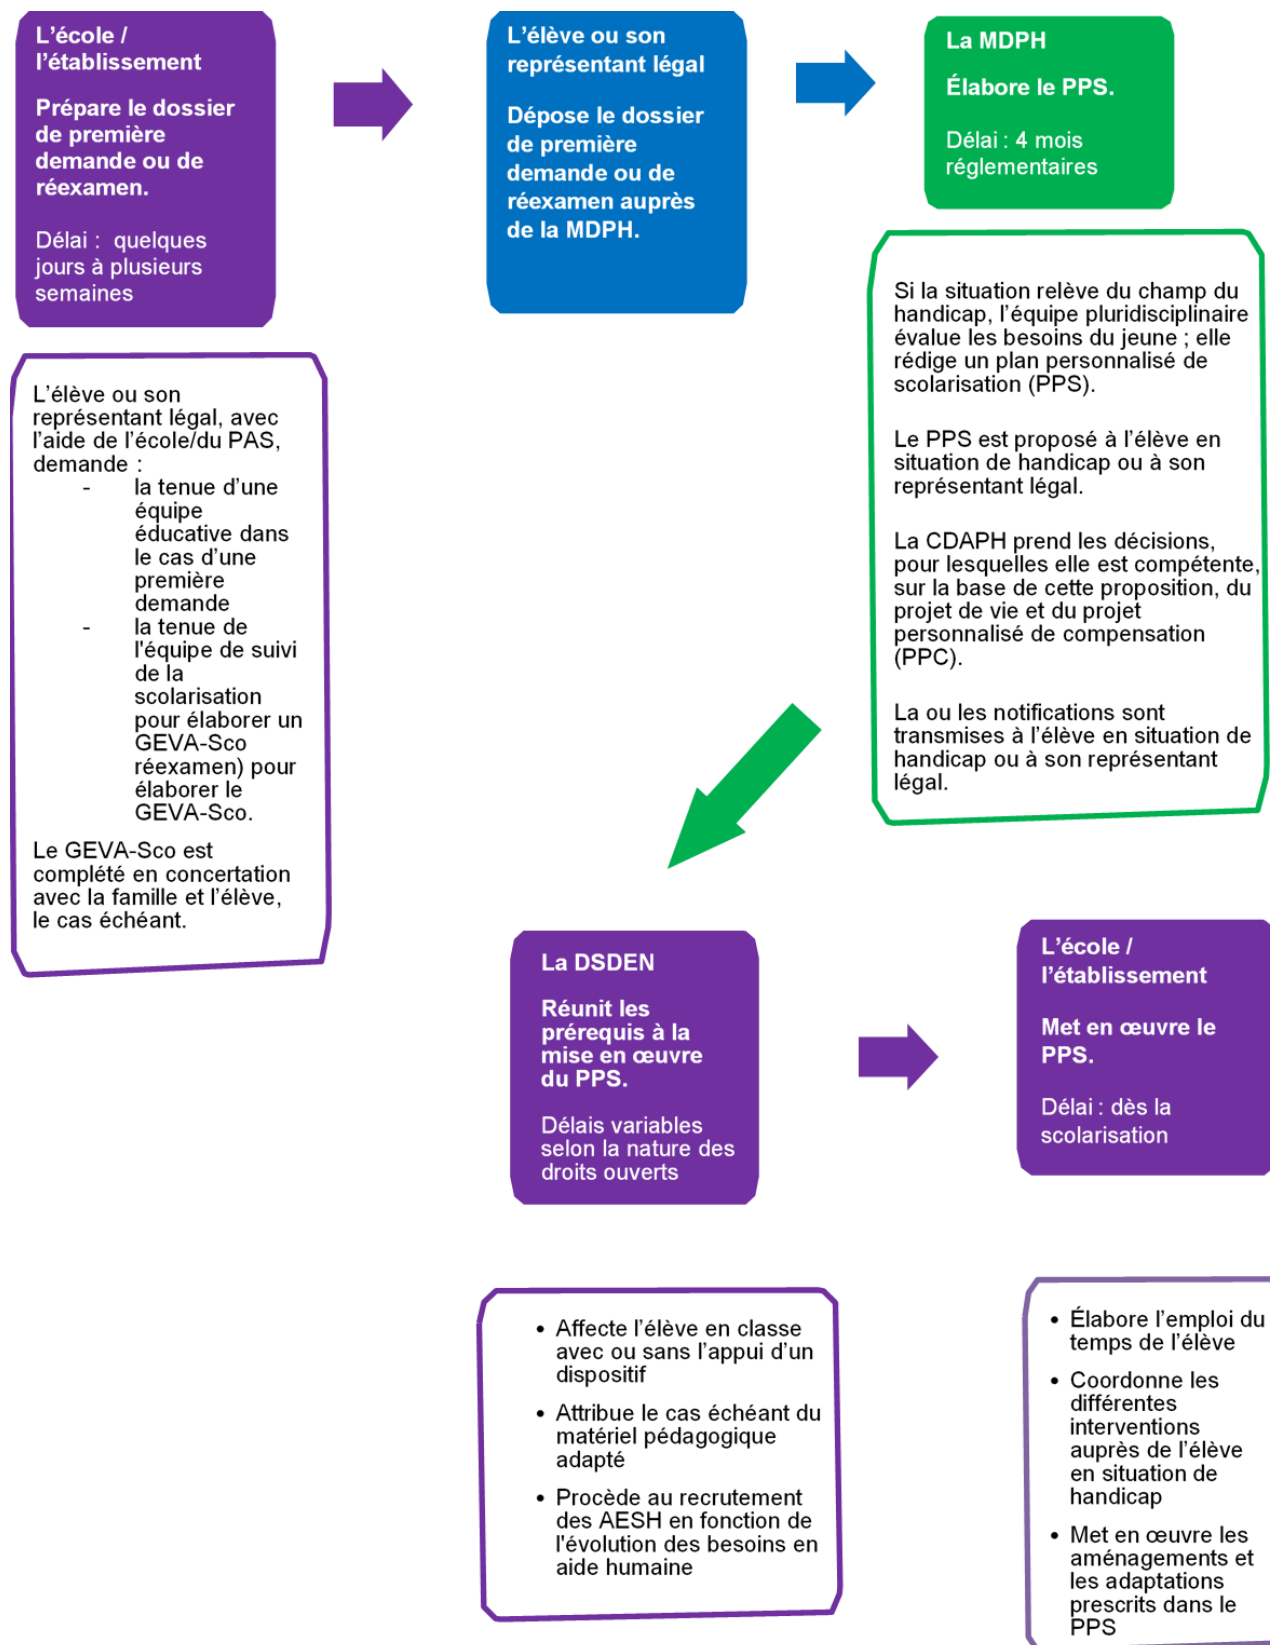 L'école /
l'établissement
Prépare le dossier
de première
demande ou de
réexamen.
Délai :  quelques
jours à plusieurs
semaines
L'élève ou son
représentant légal
Dépose le dossier
de première
demande ou de
réexamen auprès
de la MDPH.
La MDPH
Élabore le PPS.
Délai : 4 mois
réglementaires
L'élève ou son
représentant légal, avec
l'aide de l'école/du PAS,
demande :
- la tenue d'une
équipe
éducative dans
le cas d'une
première
demande
- la tenue de
l'équipe de suivi
de la
scolarisation
pour élaborer un
GEVA-Sco
réexamen) pour
élaborer le
GEVA-Sco.
Le GEVA-Sco est
complété en concertation
avec la famille et l'élève,
le cas échéant.
Si la situation relève du champ du
handicap, l'équipe pluridisciplinaire
évalue les besoins du jeune ; elle
rédige un plan personnalisé de
scolarisation (PPS).
Le PPS est proposé à l'élève en
situation de handicap ou à son
représentant légal.
La CDAPH prend les décisions,
pour lesquelles elle est compétente,
sur la base de cette proposition, du
projet de vie et du projet
personnalisé de compensation
(PPC).
La ou les notifications sont
transmises à l'élève en situation de
handicap ou à son représentant
légal.
La DSDEN
Réunit les
prérequis à la
mise en œuvre
du PPS.
Délais variables
selon la nature des
droits ouverts
L'école /
l'établissement
Met en œuvre le
PPS.
Délai : dès la
scolarisation
• Affecte l'élève en classe
avec ou sans l'appui d'un
dispositif
• Attribue le cas échéant du
matériel pédagogique
adapté
• Procède au recrutement
des AESH en fonction de
l'évolution des besoins en
aide humaine
• Élabore l'emploi du
temps de l'élève
• Coordonne les
différentes
interventions
auprès de l'élève
en situation de
handicap
• Met en œuvre les
aménagements et
les adaptations
prescrits dans le
PPS